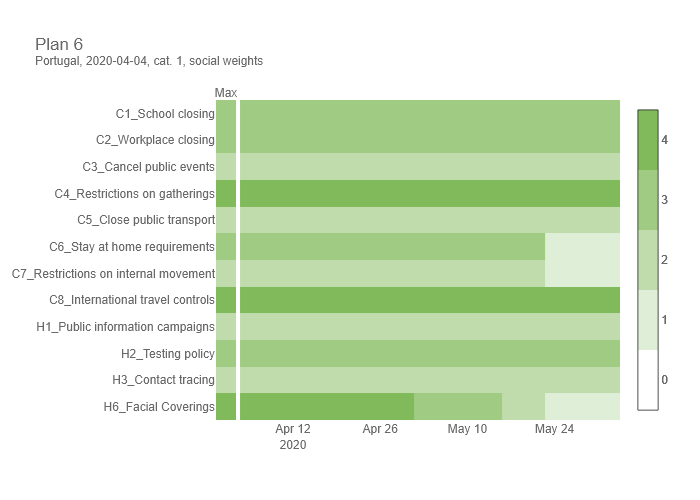 Plan 6
Portugal, 2020-04-04, cat. 1, social weights
Max
C1_School closing
C2_Workplace closing
C3_Cancel public events
C4_Restrictions on gatherings
C5_Close public transport
C6_Stay at home requirements
C7_Restrictions on internal movement
C8_International travel controls
H1_Public information campaigns
H2_Testing policy
H3_Contact tracing
H6_Facial Coverings
Apr 12 Apr 26 May 10 May 24
2020
4
3
2
1
0